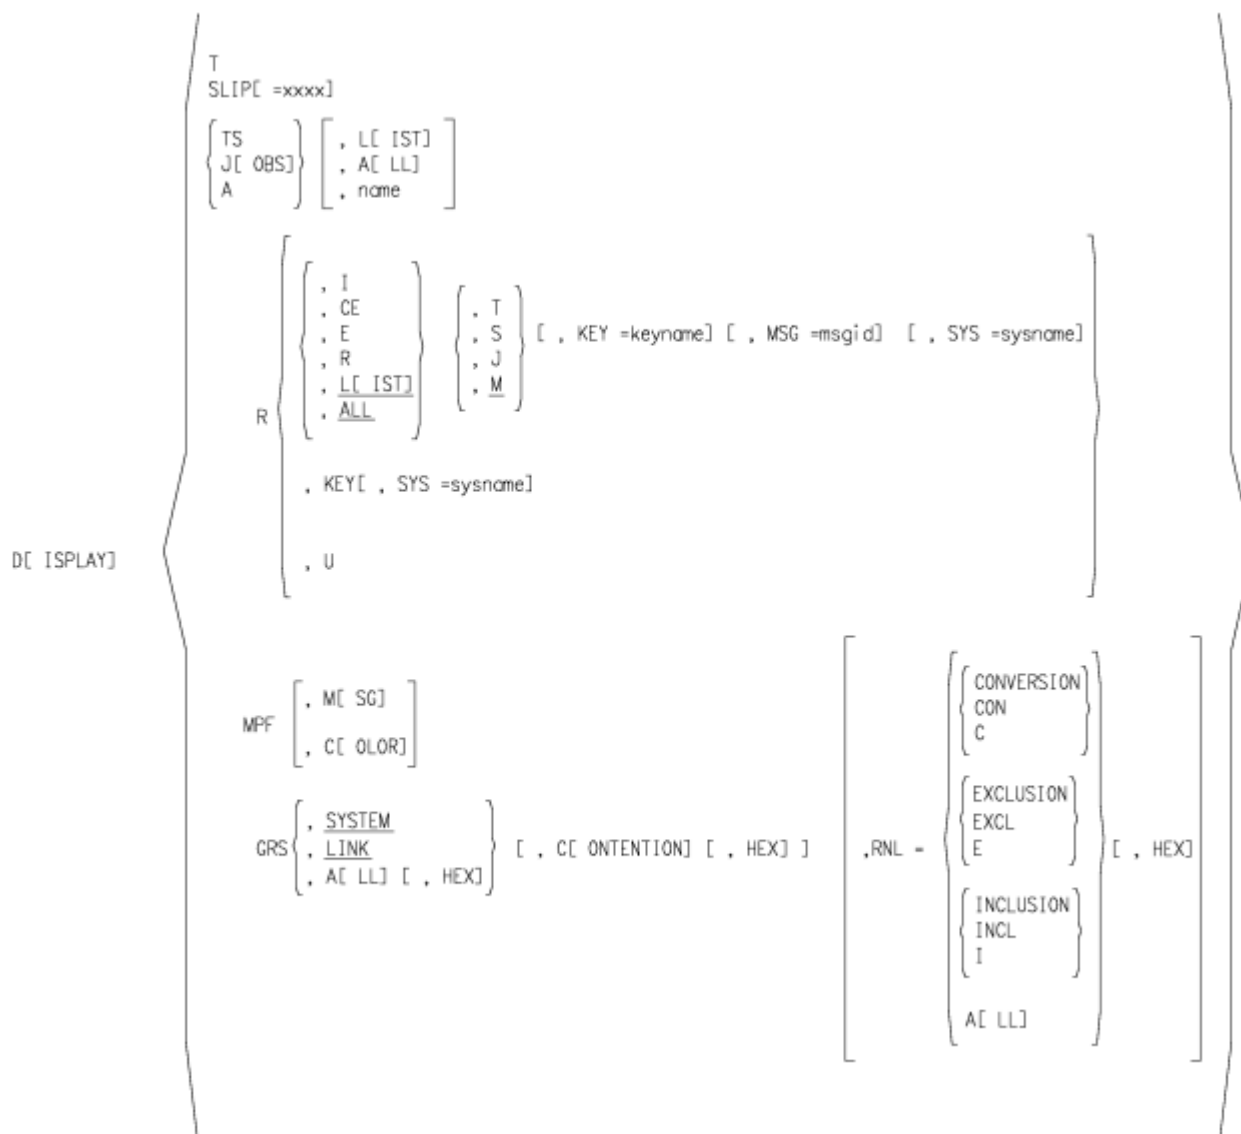 T
SLIP[ =xxxx]
TS
J[ OBS]
A
, L[ IST]
, A[ LL]
, name
, I
, CE
, E
, R
, L[ IST]
, ALL
, T
, S
, J
, M
[ , KEY =keyname] [ , MSG =msgid] [ , SYS =sysname]
R
, KEY[ , SYS =sysname]
D[ ISPLAY]
, U
MPF
, M[ SG]
, C[ OLOR]
GRS
, SYSTEM
, LINK
, A[ LL] [ , HEX]
[ , C[ ONTENTION] [ , HEX] ]
,RNL =
CONVERSION
CON
C
EXCLUSION
EXCL
E
INCLUSION
INCL
I
A[ LL]
[ , HEX]